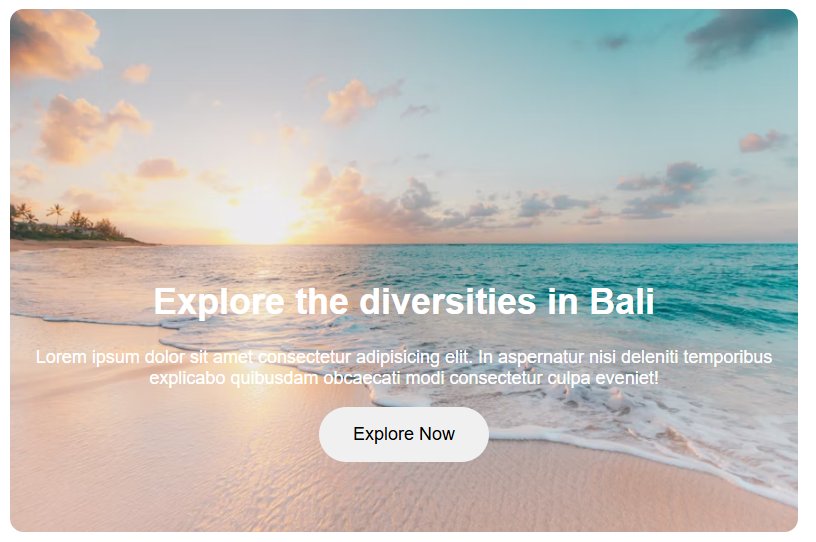 Explore the diversities in Bali
Lorem ipsum dolor sit amet consectetur adipisicing elit. In aspernatur nisi deleniti temporibus
explicabo quibusdam obcaecati modi consectetur culpa eveniet!
Explore Now